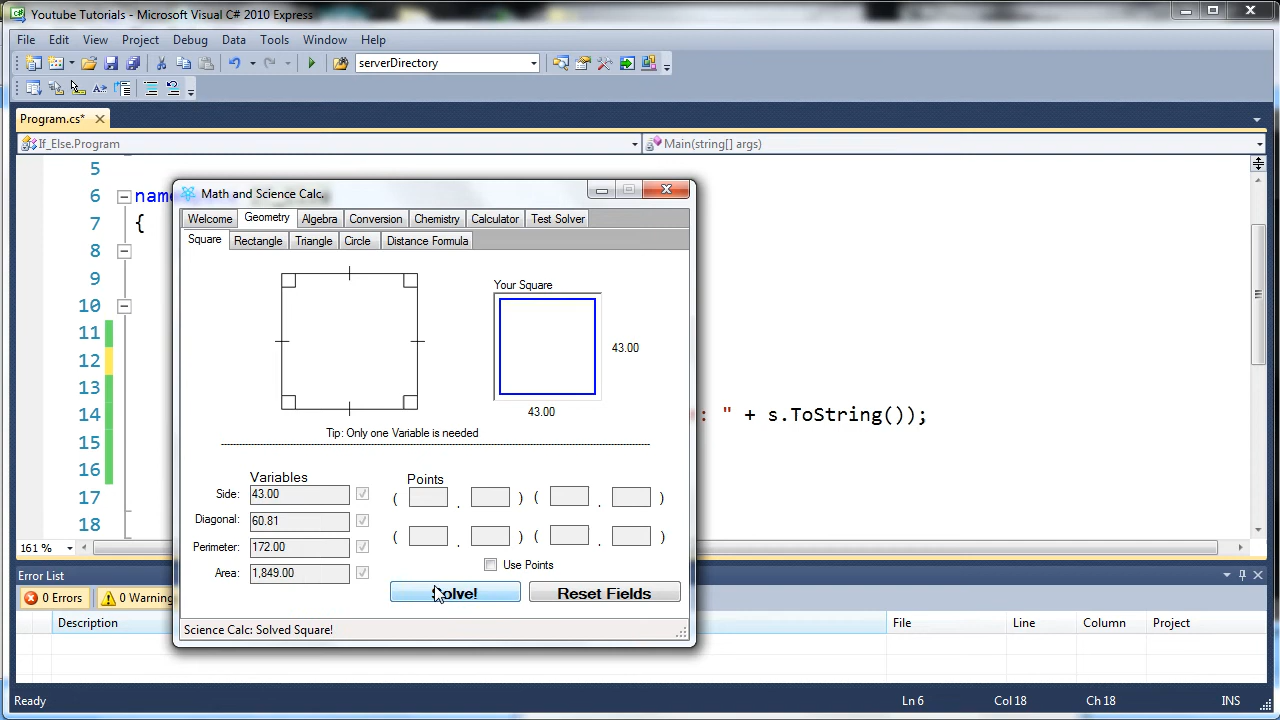 Youtube Tutorials - Microsoft Visual C# 2010 Express
File Edit View Project Debug Data Tools Window Help
serverDirectory
Program.cs*
If_Else.Program Main(string[] args)
5
6
7 {
8
9
10
11
12
13
14 : " + s.ToString());
15
16
17
18
Math and Science Calc.
Welcome Geometry Algebra Conversion Chemistry Calculator Test Solver
Square Rectangle Triangle Circle Distance Formula
Your Square
43.00
43.00
Tip: Only one Variable is needed
Variables Points
Side: 43.00 ( , ) ( , )
Diagonal: 60.81
Perimeter: 172.00 ( , ) ( , )
Area: 1,849.00
Use Points
Reset Fields
Science Calc: Solved Square!
161 %
Error List
0 Errors 0 Warning
Description File Line Column Project
Ready Ln 6 Col 18 Ch 18 INS